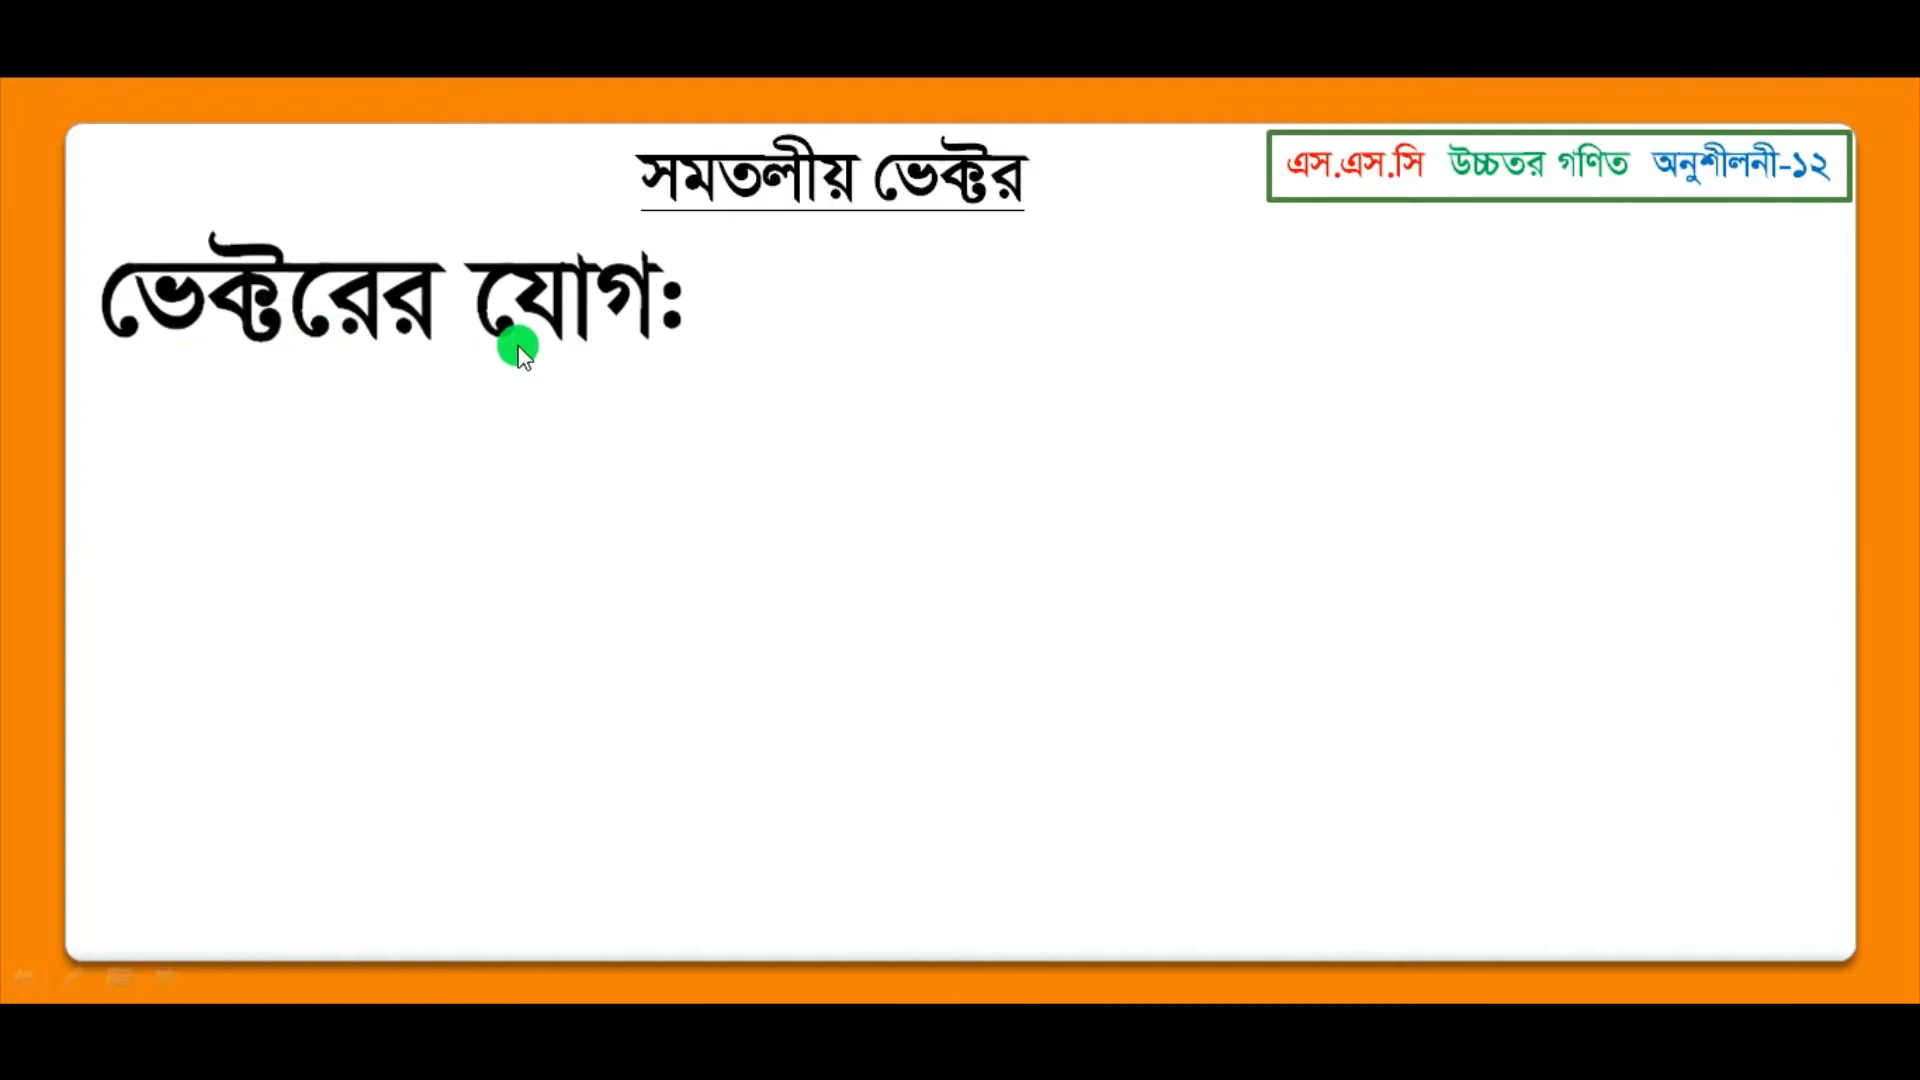 সমতলীয় ভেক্টর
এস.এস.সি উচ্চতর গণিত অনুশীলনী-১২
ভেক্টরের যোগঃ